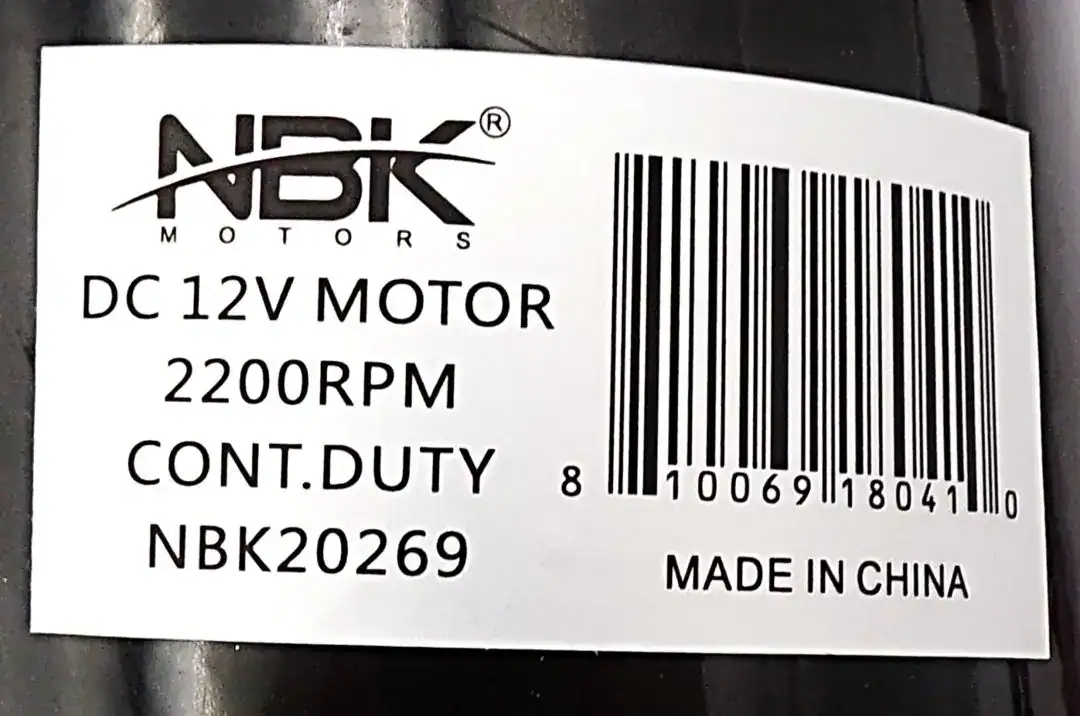 NBK®
MOTORS
DC 12V MOTOR
2200RPM
CONT.DUTY
NBK20269
8 10069 18041 0
MADE IN CHINA